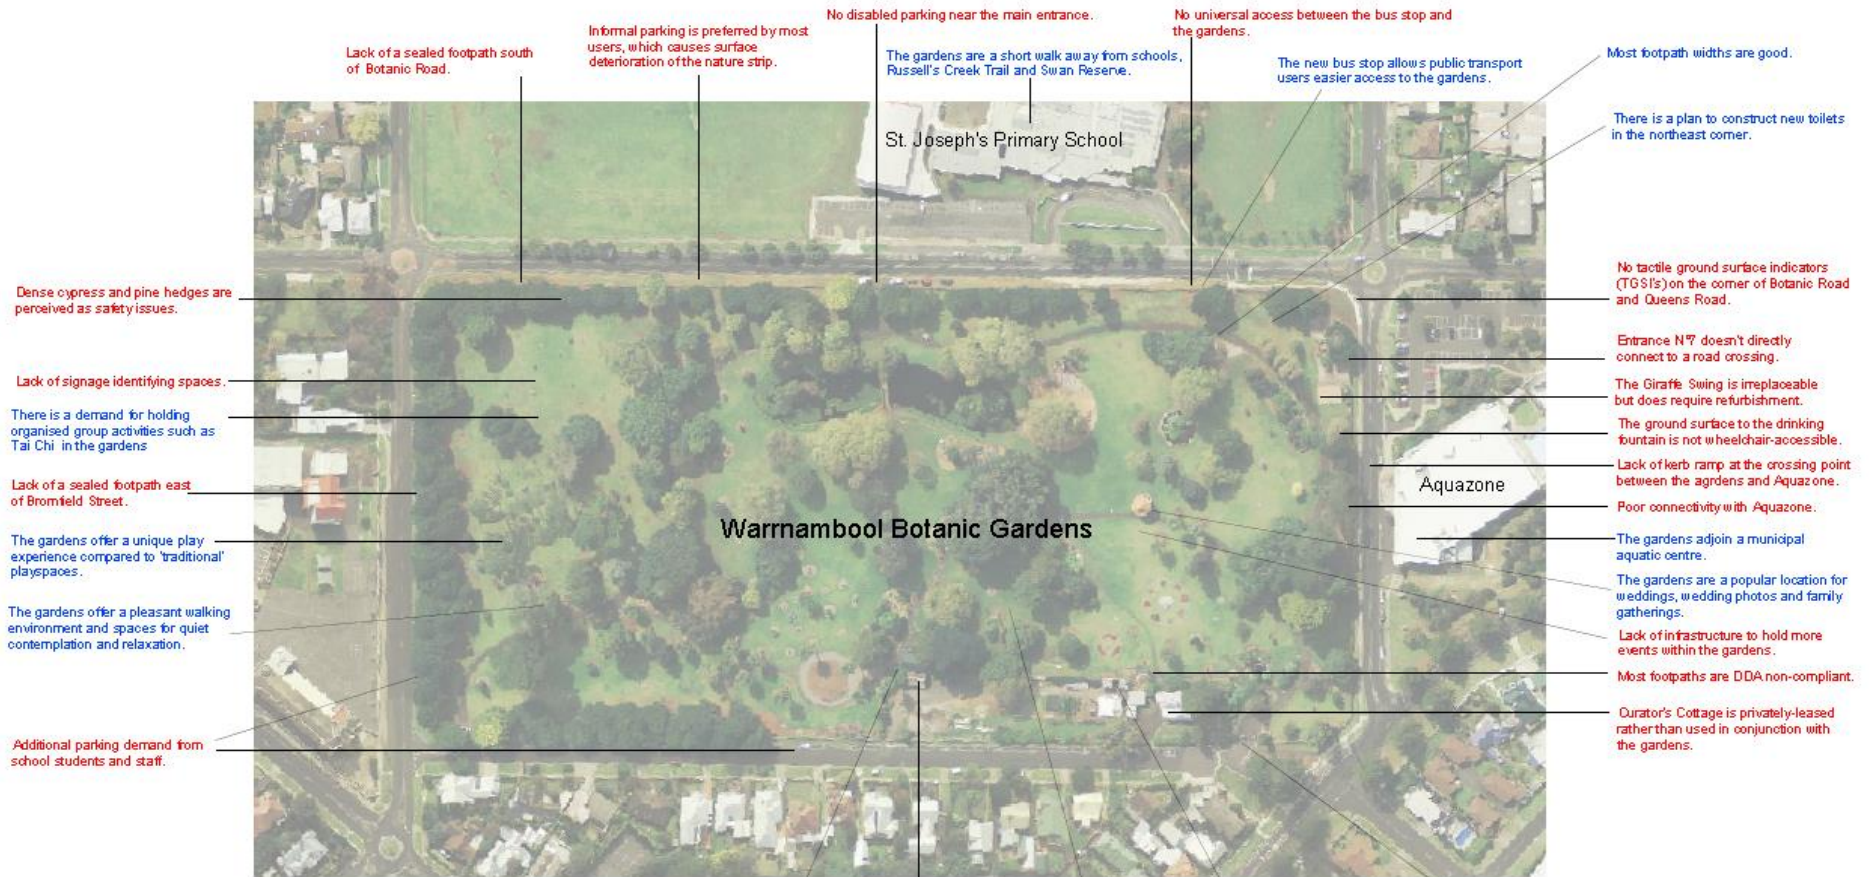 No disabled parking near the main entrance.
No universal access between the bus stop and
the gardens.
Informal parking is preferred by most
users, which causes surface
deterioration of the nature strip.
Lack of a sealed footpath south
of Botanic Road.
The gardens are a short walk away from schools,
Russell's Creek Trail and Swan Reserve.
The new bus stop allows public transport
users easier access to the gardens.
Most footpath widths are good.
There is a plan to construct new toilets
in the northeast corner.
St. Joseph's Primary School
Dense cypress and pine hedges are
perceived as safety issues.
Lack of signage identifying spaces.
There is a demand for holding
organised group activities such as
Tai Chi in the gardens
Lack of a sealed footpath east
of Bromfield Street.
The gardens offer a unique play
experience compared to 'traditional'
playspaces.
The gardens offer a pleasant walking
environment and spaces for quiet
contemplation and relaxation.
Additional parking demand from
school students and staff.
Warrnambool Botanic Gardens
Aquazone
No tactile ground surface indicators
(TGSI's) on the corner of Botanic Road
and Queens Road.
Entrance Nº7 doesn't directly
connect to a road crossing.
The Giraffe Swing is irreplaceable
but does require refurbishment.
The ground surface to the drinking
fountain is not wheelchair-accessible.
Lack of kerb ramp at the crossing point
between the agrdens and Aquazone.
Poor connectivity with Aquazone.
The gardens adjoin a municipal
aquatic centre.
The gardens are a popular location for
weddings, wedding photos and family
gatherings.
Lack of infrastructure to hold more
events within the gardens.
Most footpaths are DDA non-compliant.
Curator's Cottage is privately-leased
rather than used in conjunction with
the gardens.